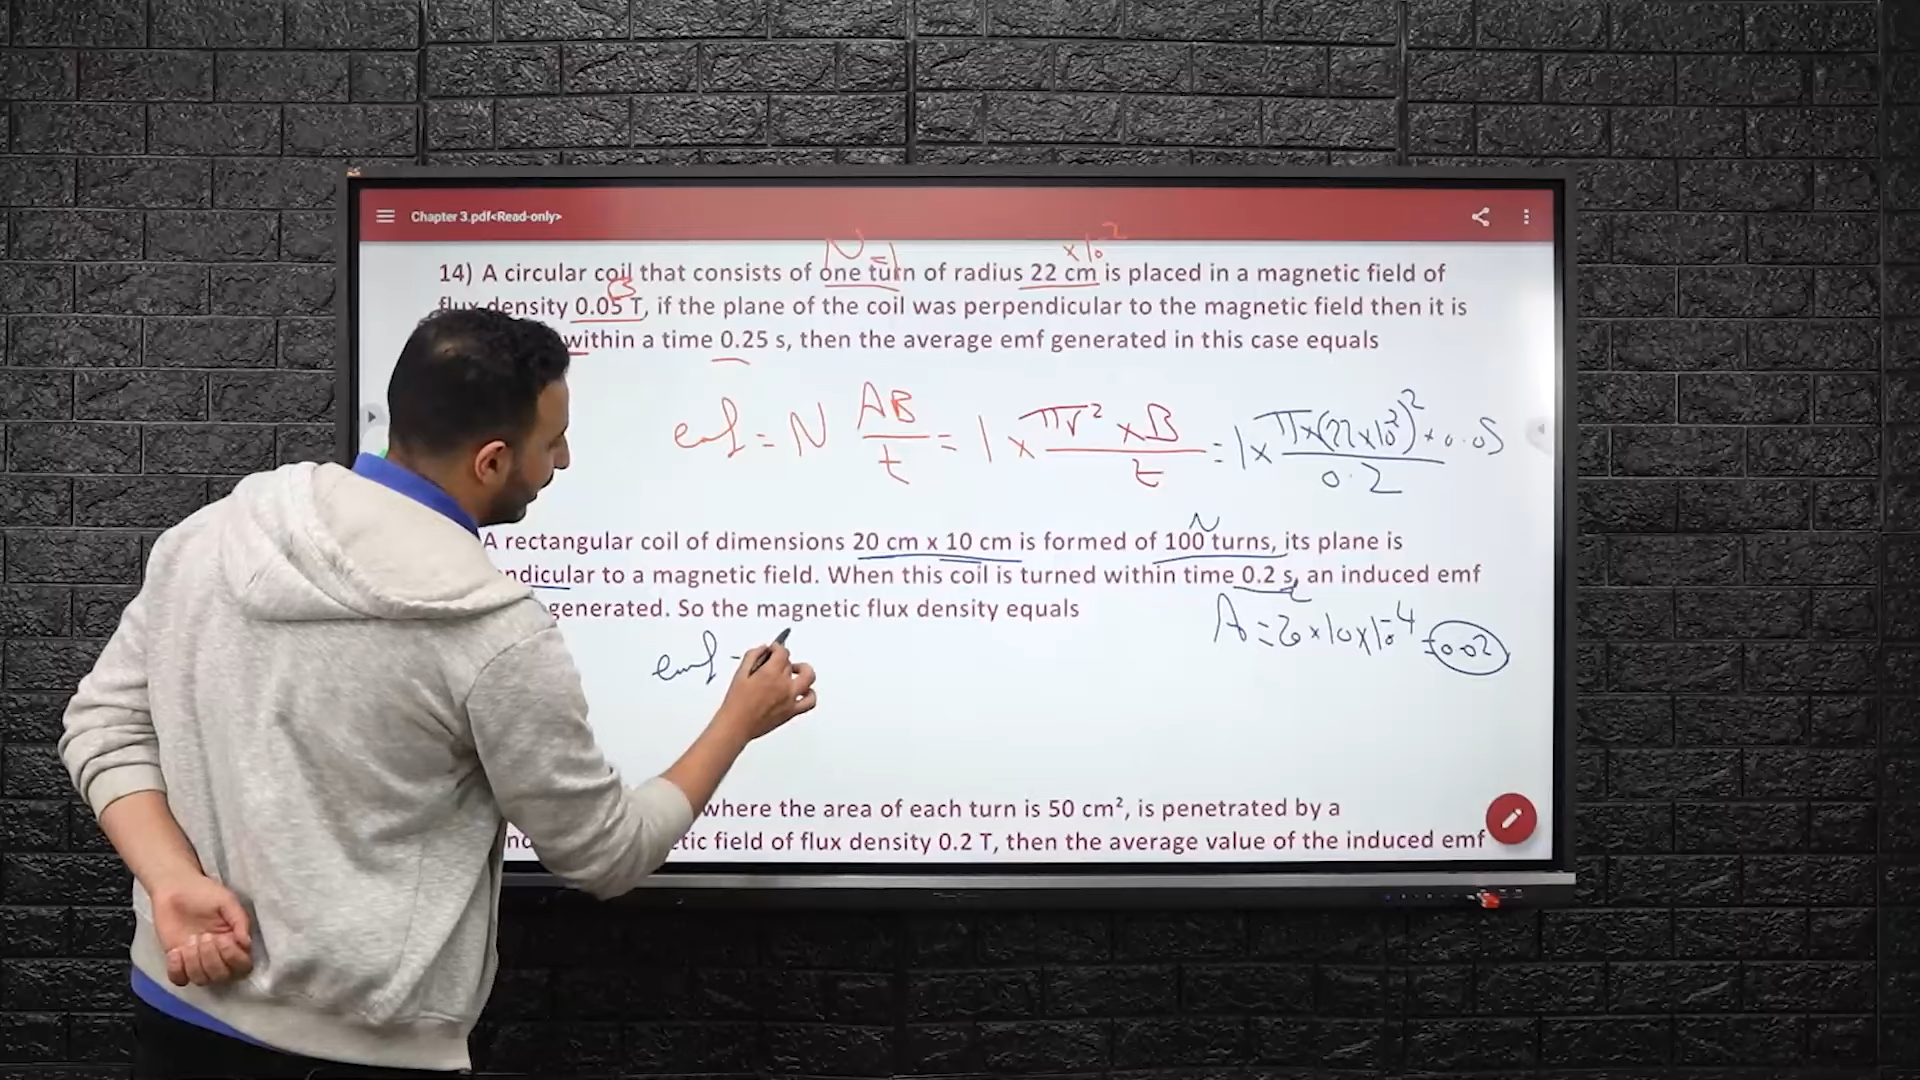 Chapter 3.pdf<Read-only>
N=1
×10⁻²
14) A circular coil that consists of one turn of radius 22 cm is placed in a magnetic field of
B
flux density 0.05 T, if the plane of the coil was perpendicular to the magnetic field then it is
within a time 0.25 s, then the average emf generated in this case equals
emf = N AB/t = 1 × πr² × B/t = 1 × π×(22×10⁻²)² × 0.05/0.2
N
A rectangular coil of dimensions 20 cm x 10 cm is formed of 100 turns, its plane is
ndicular to a magnetic field. When this coil is turned within time 0.2 s, an induced emf
t
generated. So the magnetic flux density equals
A = 20×10×10⁻⁴ = 0.02
emf =
where the area of each turn is 50 cm², is penetrated by a
tic field of flux density 0.2 T, then the average value of the induced emf